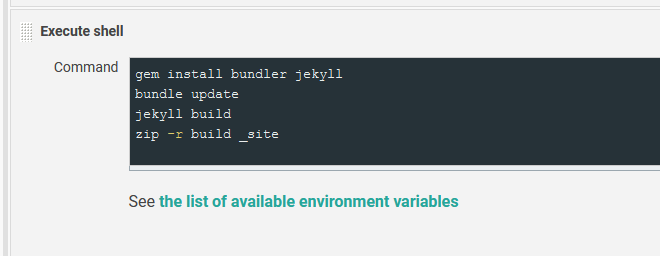 Execute shell
Command
gem install bundler jekyll
bundle update
jekyll build
zip -r build _site
See the list of available environment variables